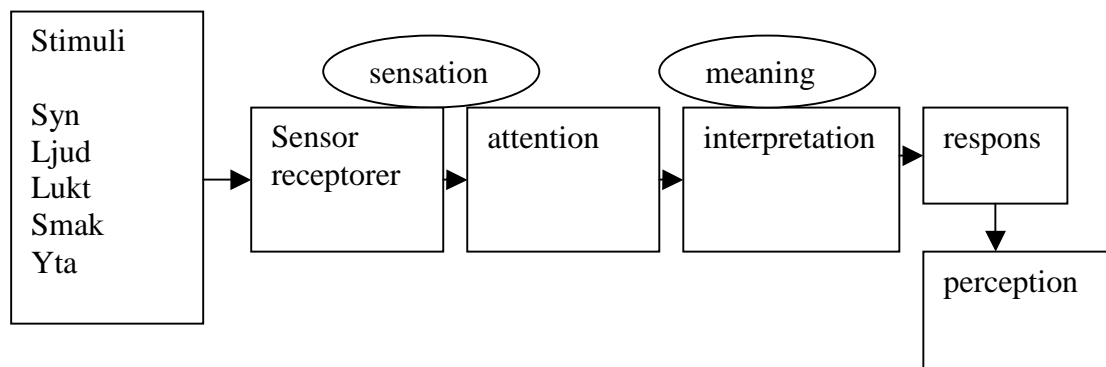 Stimuli
Syn
Ljud
Lukt
Smak
Yta
sensation
Sensor
receptorer
attention
meaning
interpretation
respons
perception